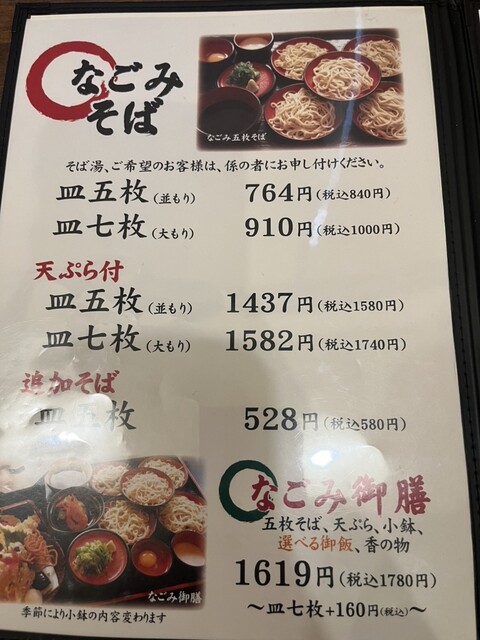 なごみ
そば
なごみ五枚そば
そば湯、ご希望のお客様は、係の者にお申し付けください。
皿五枚(並もり) 764円(税込840円)
皿七枚(大もり) 910円(税込1000円)
天ぷら付
皿五枚(並もり) 1437円(税込1580円)
皿七枚(大もり) 1582円(税込1740円)
追加そば
皿五枚 528円(税込580円)
なごみ御膳
五枚そば、天ぷら、小鉢、
選べる御飯、香の物
1619円(税込1780円)
〜皿七枚+160円(税込)〜
なごみ御膳
季節により小鉢の内容変わります